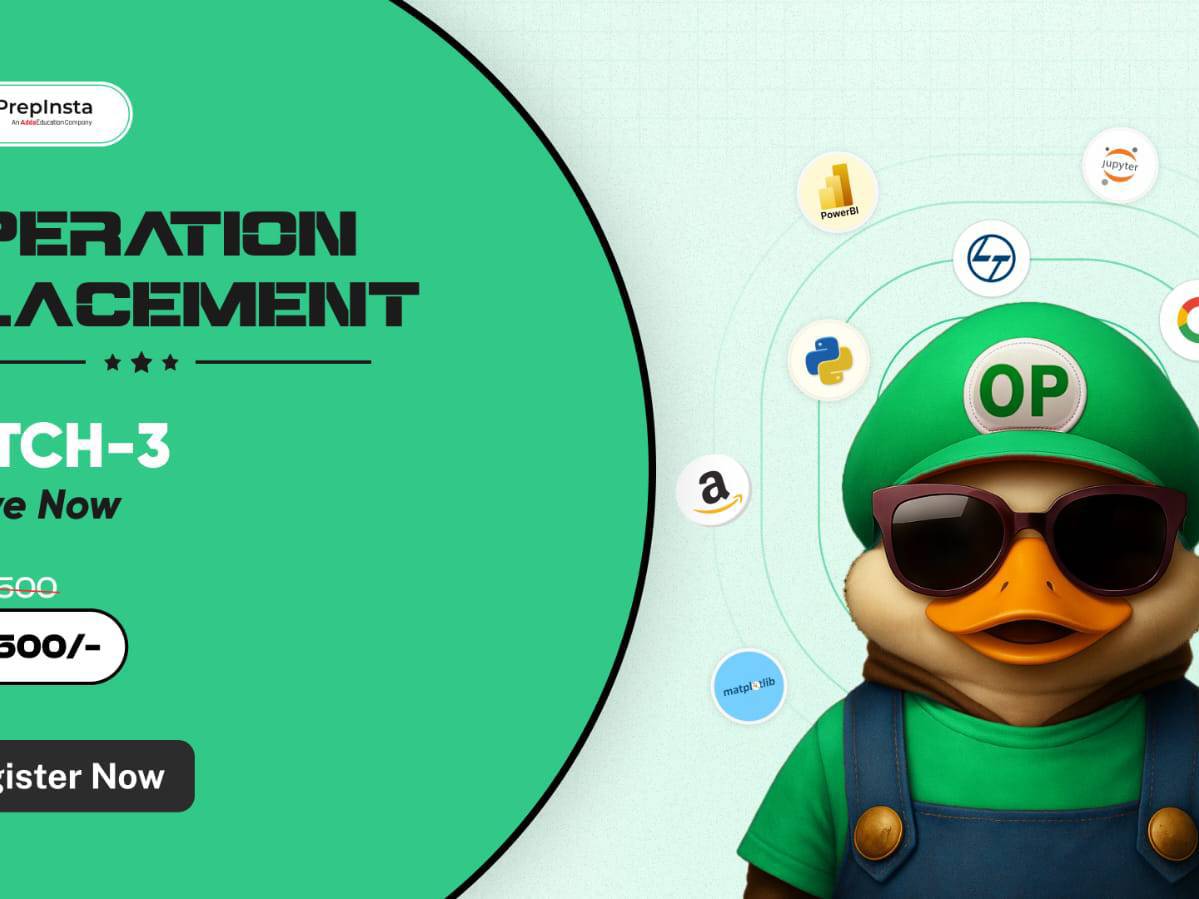 PrepInsta
An Adda Education Company
PERATION
LACEMENT
TCH-3
ve Now
500
500/-
gister Now
PowerBI
jupyter
LT
OP
a
matplotlib